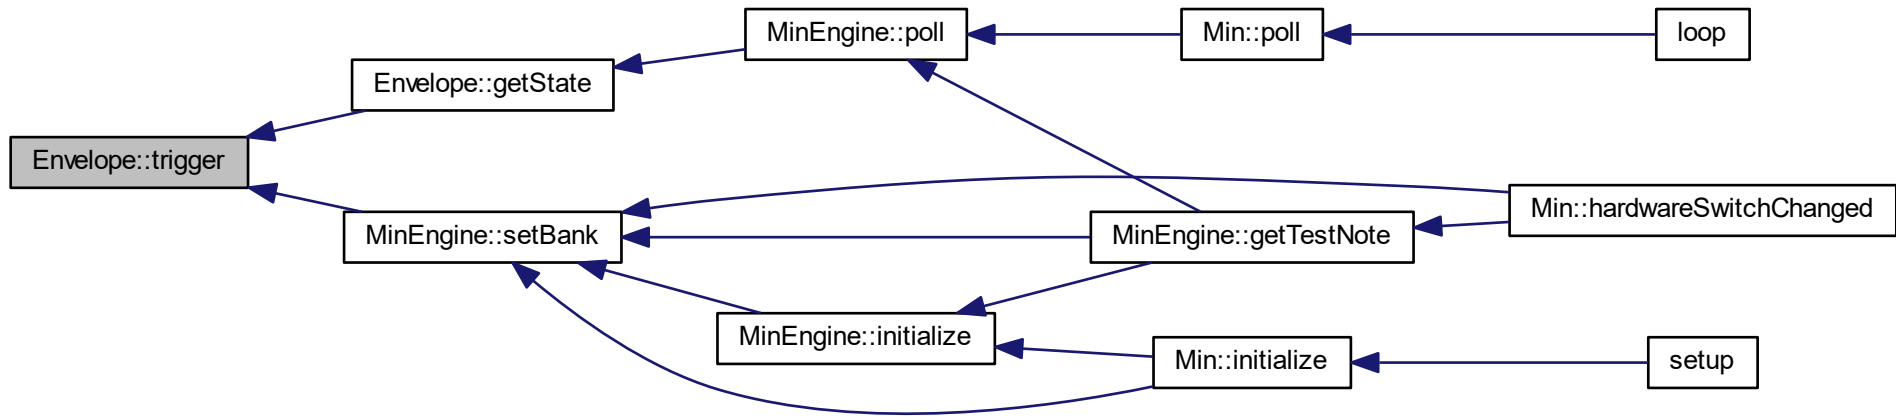 MinEngine::poll
Min::poll
loop
Envelope::getState
Envelope::trigger
Min::hardwareSwitchChanged
MinEngine::setBank
MinEngine::getTestNote
MinEngine::initialize
Min::initialize
setup